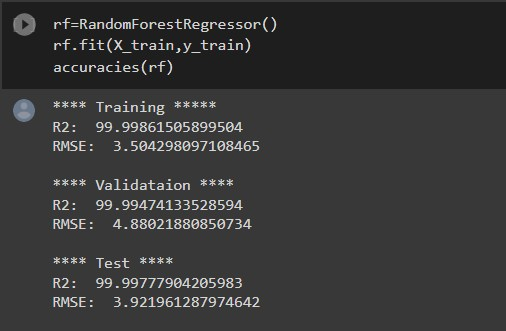 rf=RandomForestRegressor()
rf.fit(X_train,y_train)
accuracies(rf)
**** Training *****
R2:  99.99861505899504
RMSE:  3.504298097108465
**** Validataion ****
R2:  99.99474133528594
RMSE:  4.88021880850734
**** Test ****
R2:  99.99777904205983
RMSE:  3.921961287974642